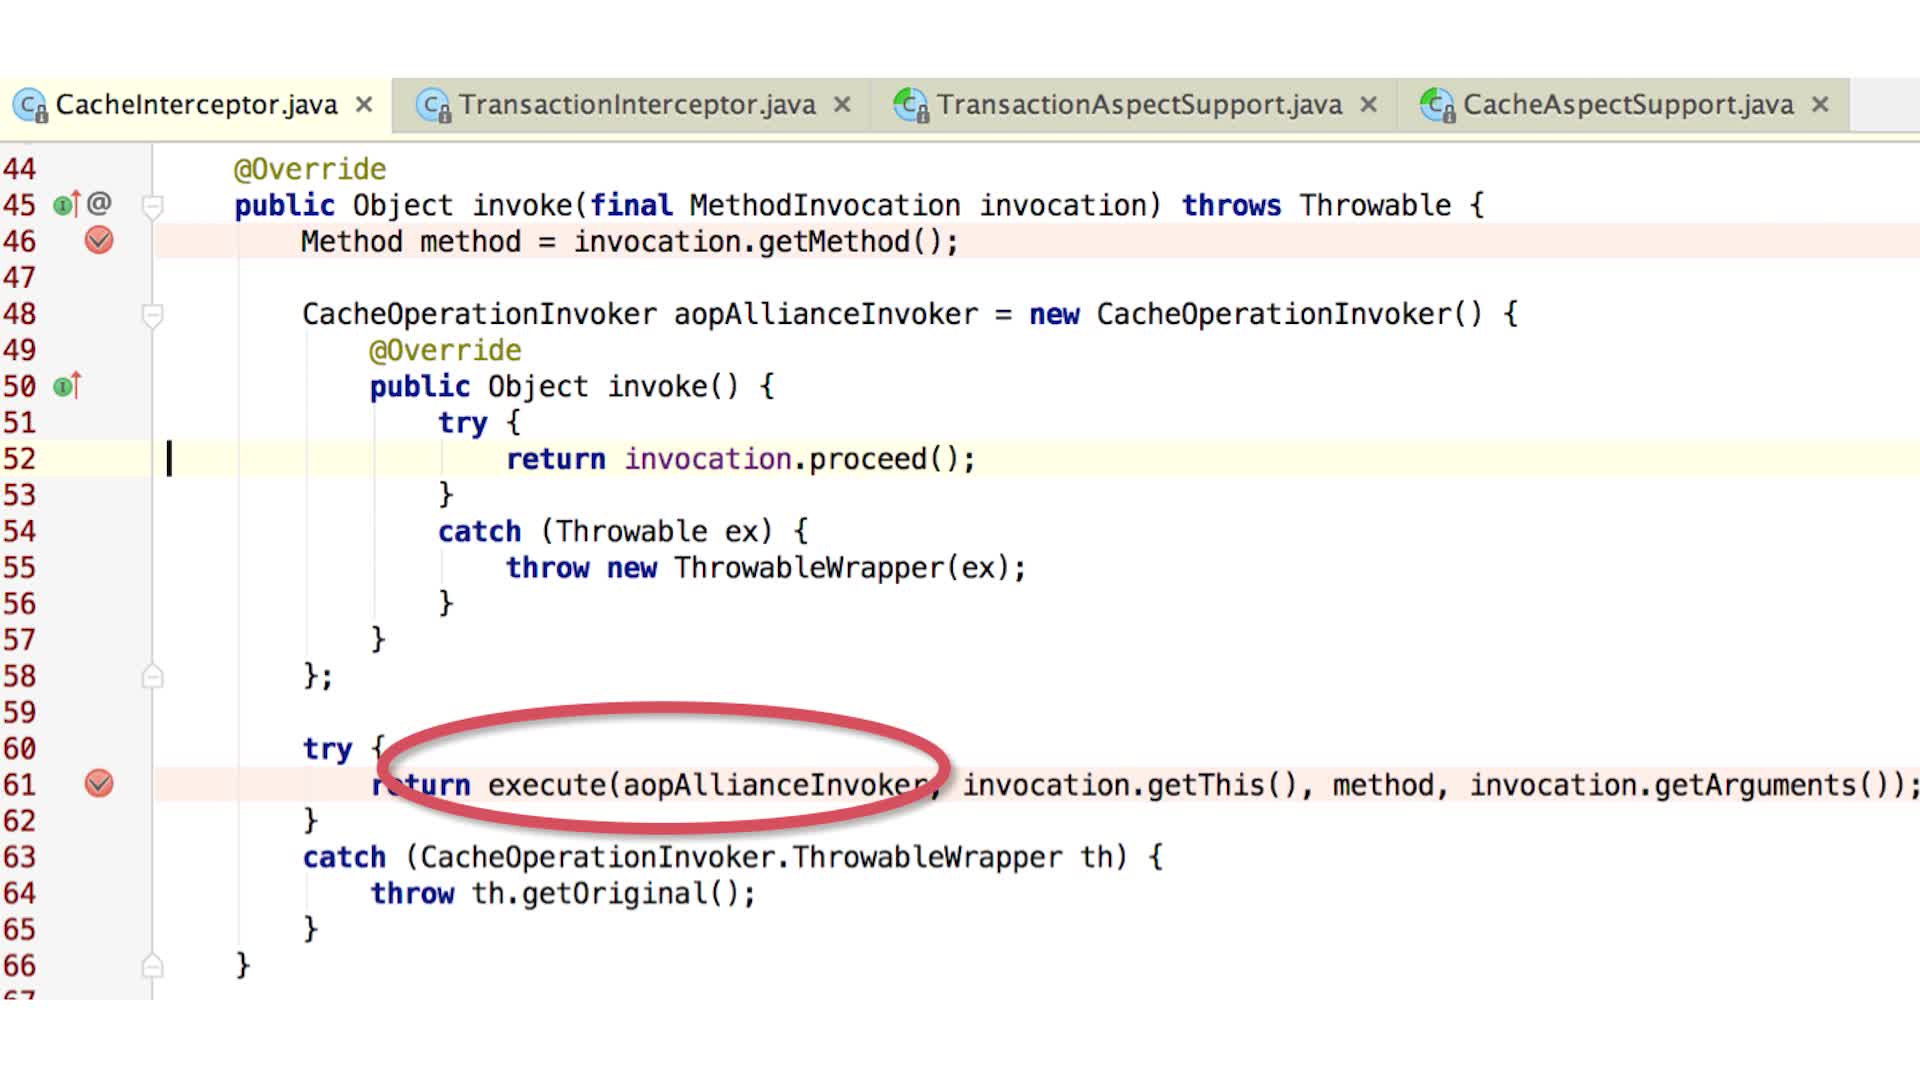 CacheInterceptor.java × TransactionInterceptor.java × TransactionAspectSupport.java × CacheAspectSupport.java ×
44 @Override
45 @ public Object invoke(final MethodInvocation invocation) throws Throwable {
46 Method method = invocation.getMethod();
47
48 CacheOperationInvoker aopAllianceInvoker = new CacheOperationInvoker() {
49 @Override
50 public Object invoke() {
51 try {
52 return invocation.proceed();
53 }
54 catch (Throwable ex) {
55 throw new ThrowableWrapper(ex);
56 }
57 }
58 };
59
60 try {
61 return execute(aopAllianceInvoker, invocation.getThis(), method, invocation.getArguments());
62 }
63 catch (CacheOperationInvoker.ThrowableWrapper th) {
64 throw th.getOriginal();
65 }
66 }
67